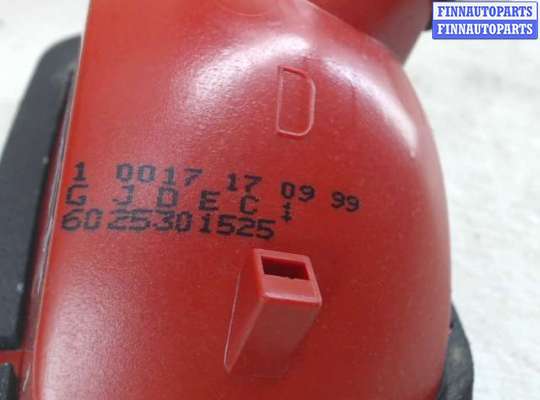 FINNAUTOPARTS
FINNAUTOPARTS
D
1 0017 17 09 99
G J D E C ‡
6025301525